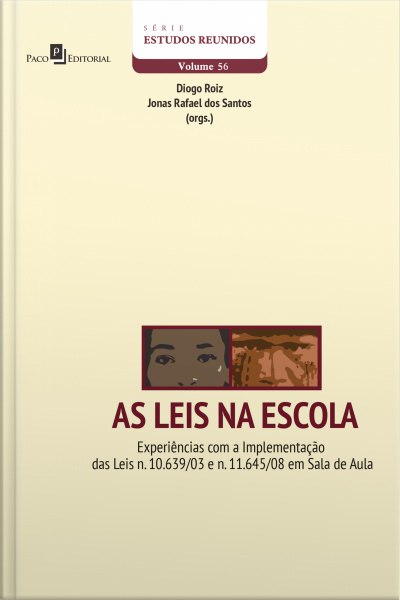 SÉRIE
ESTUDOS REUNIDOS
PACO EDITORIAL
Volume 56
Diogo Roiz
Jonas Rafael dos Santos
(orgs.)
AS LEIS NA ESCOLA
Experiências com a Implementação
das Leis n. 10.639/03 e n. 11.645/08 em Sala de Aula